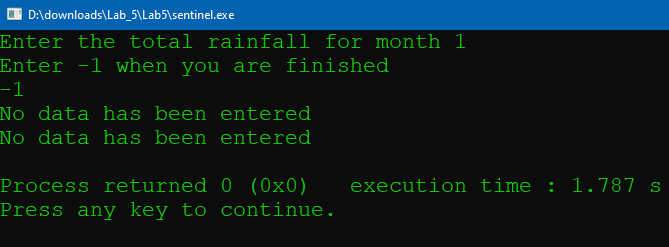 D:\downloads\Lab_5\Lab5\sentinel.exe
Enter the total rainfall for month 1
Enter -1 when you are finished
-1
No data has been entered
No data has been entered
Process returned 0 (0x0)   execution time : 1.787 s
Press any key to continue.